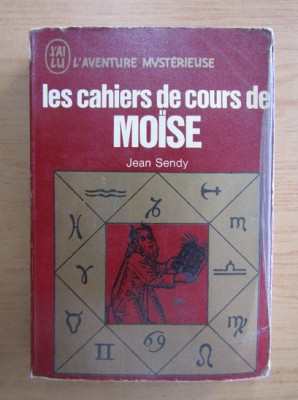 J'AI
LU
L'AVENTURE MYSTÉRIEUSE
les cahiers de cours de
MOÏSE
Jean Sendy